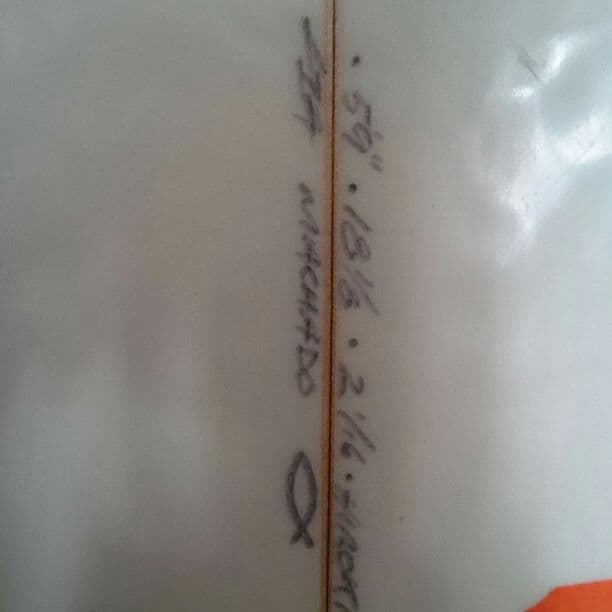 • 5'9" • 18 1/8 • 2 1/16 •
MACHADO